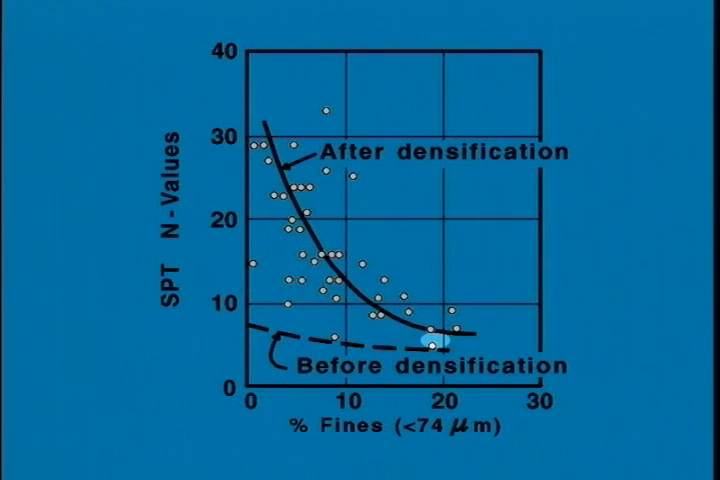 40
30
20
10
0
SPT N-Values
After densification
Before densification
0 10 20 30
% Fines (<74 μm)